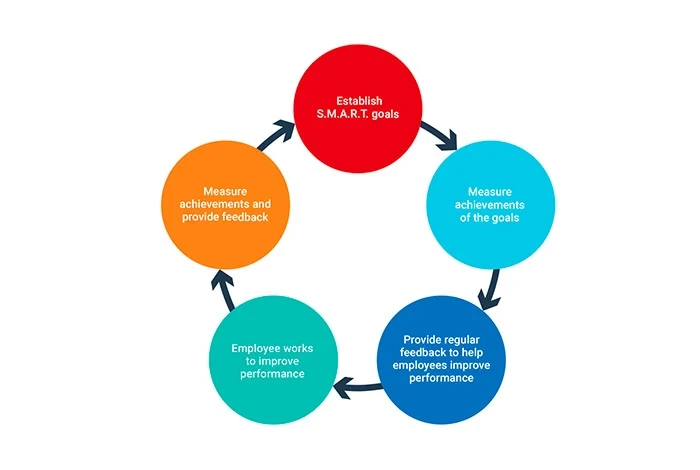 Establish
S.M.A.R.T. goals
Measure
achievements
of the goals
Provide regular
feedback to help
employees improve
performance
Employee works
to improve
performance
Measure
achievements and
provide feedback